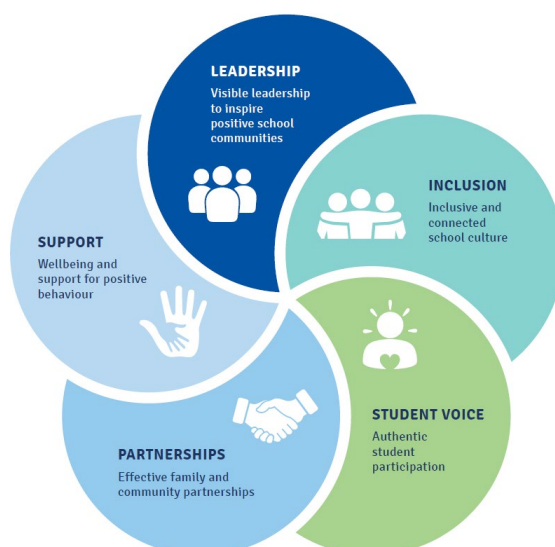 LEADERSHIP
Visible leadership
to inspire
positive school
communities
INCLUSION
Inclusive and
connected
school culture
STUDENT VOICE
Authentic
student
participation
PARTNERSHIPS
Effective family and
community partnerships
SUPPORT
Wellbeing and
support for positive
behaviour